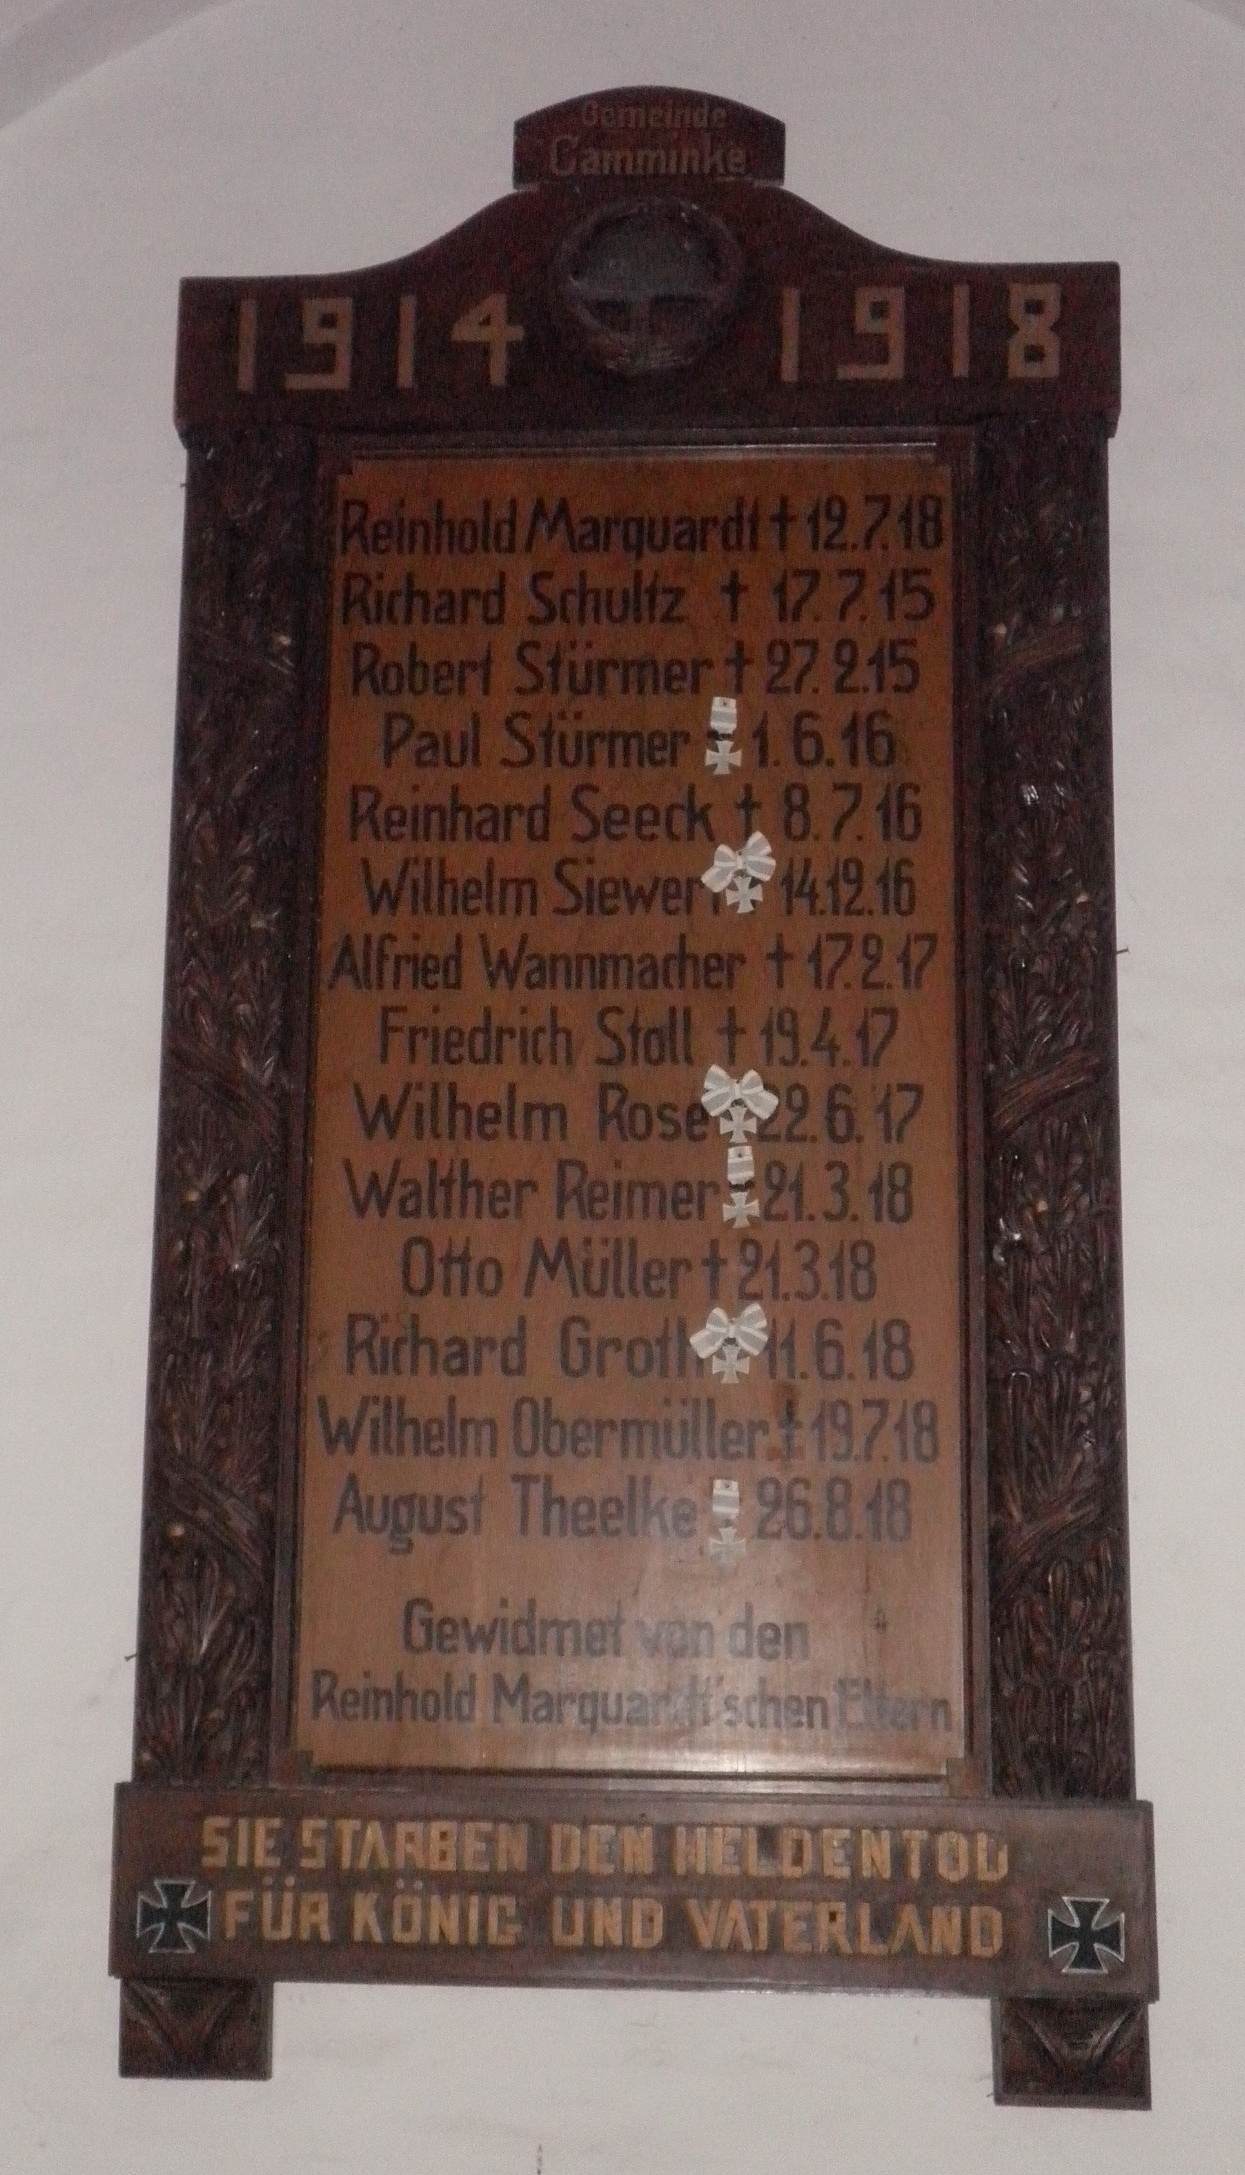 Gemeinde
Camminke
1914 1918
Reinhold Marquardt † 12.7.18
Richard Schultz † 17.7.15
Robert Stürmer † 27.2.15
Paul Stürmer 1.6.16
Reinhard Seeck † 8.7.16
Wilhelm Siewert 14.12.16
Alfried Wannmacher † 17.2.17
Friedrich Stoll † 19.4.17
Wilhelm Rose 22.6.17
Walther Reimer 21.3.18
Otto Müller † 21.3.18
Richard Groth 11.6.18
Wilhelm Obermüller † 19.7.18
August Theelke 26.8.18
Gewidmet von den
Reinhold Marquardt'schen Eltern
SIE STARBEN DEN HELDENTOD
FÜR KÖNIG UND VATERLAND